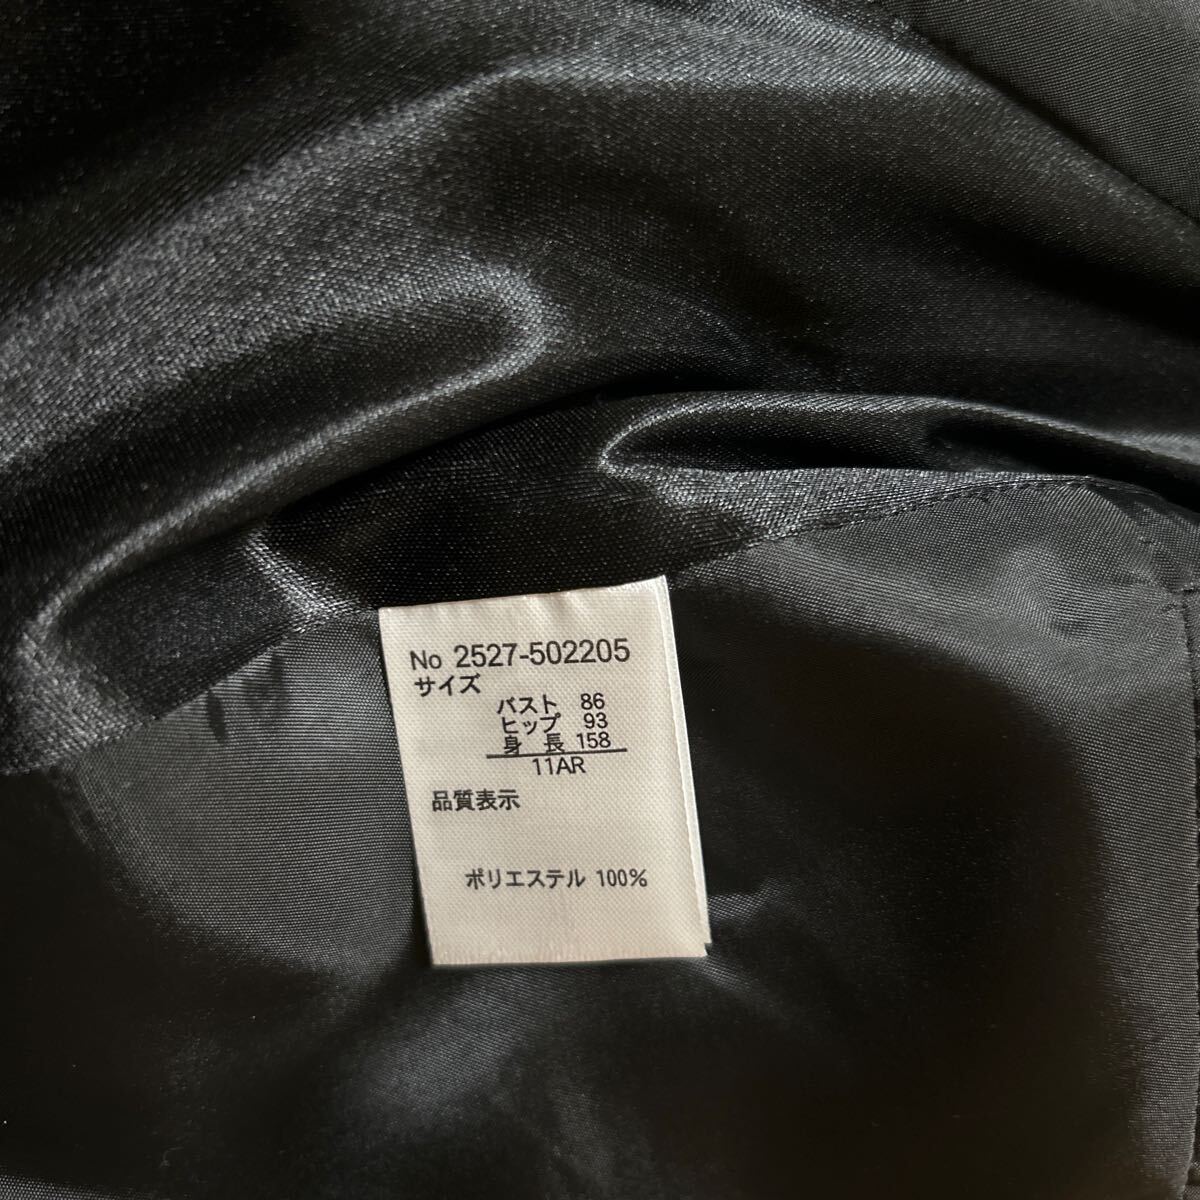 No 2527-502205
サイズ
バスト 86
ヒップ 93
身 長 158
11AR
品質表示
ポリエステル 100%